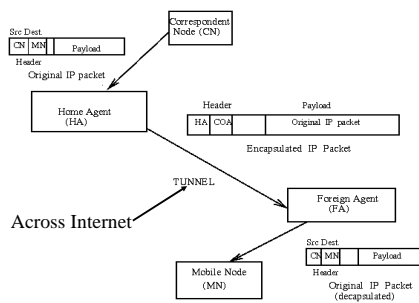 Correspondent
Node (CN)
Src Dest.
CN MN Payload
Header
Original IP packet
Home Agent
(HA)
Header Payload
HA COA Original IP packet
Encapsulated IP Packet
TUNNEL
Across Internet
Foreign Agent
(FA)
Src Dest.
CN MN Payload
Header
Original IP Packet
(decapsulated)
Mobile Node
(MN)